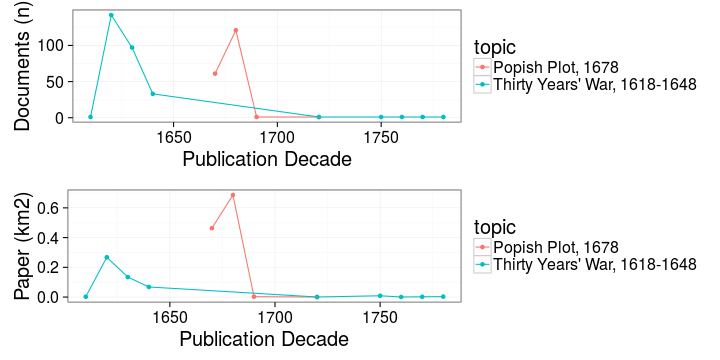 Documents (n)
100
50
0
1650
1700
1750
Publication Decade
topic
Popish Plot, 1678
Thirty Years' War, 1618-1648
Paper (km2)
0.6
0.4
0.2
0.0
1650
1700
1750
Publication Decade
topic
Popish Plot, 1678
Thirty Years' War, 1618-1648